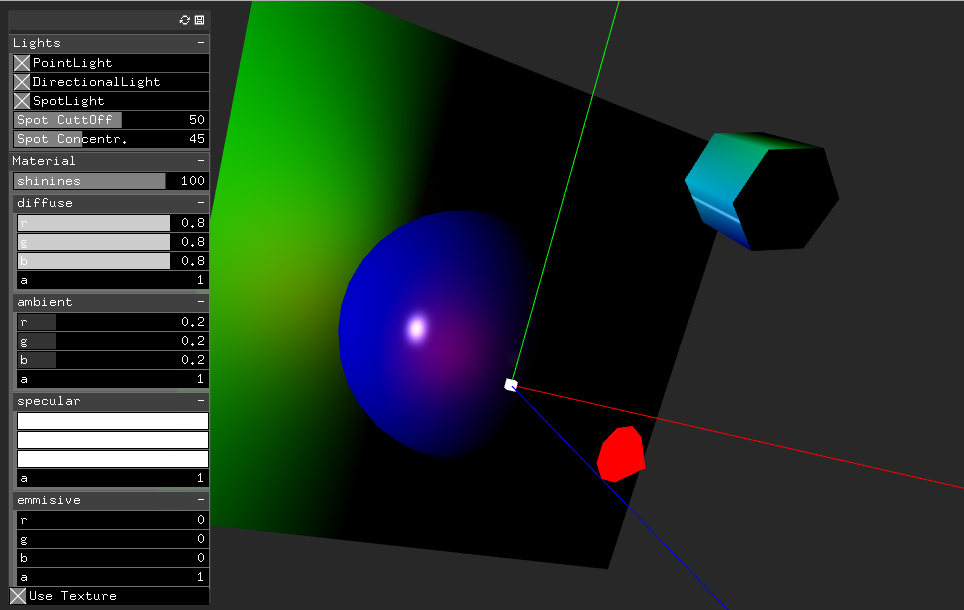 Lights −
PointLight
DirectionalLight
SpotLight
Spot CuttOff 50
Spot Concentr. 45
Material −
shinines 100
diffuse −
r 0.8
g 0.8
b 0.8
a 1
ambient −
r 0.2
g 0.2
b 0.2
a 1
specular −
a 1
emmisive −
r 0
g 0
b 0
a 1
Use Texture